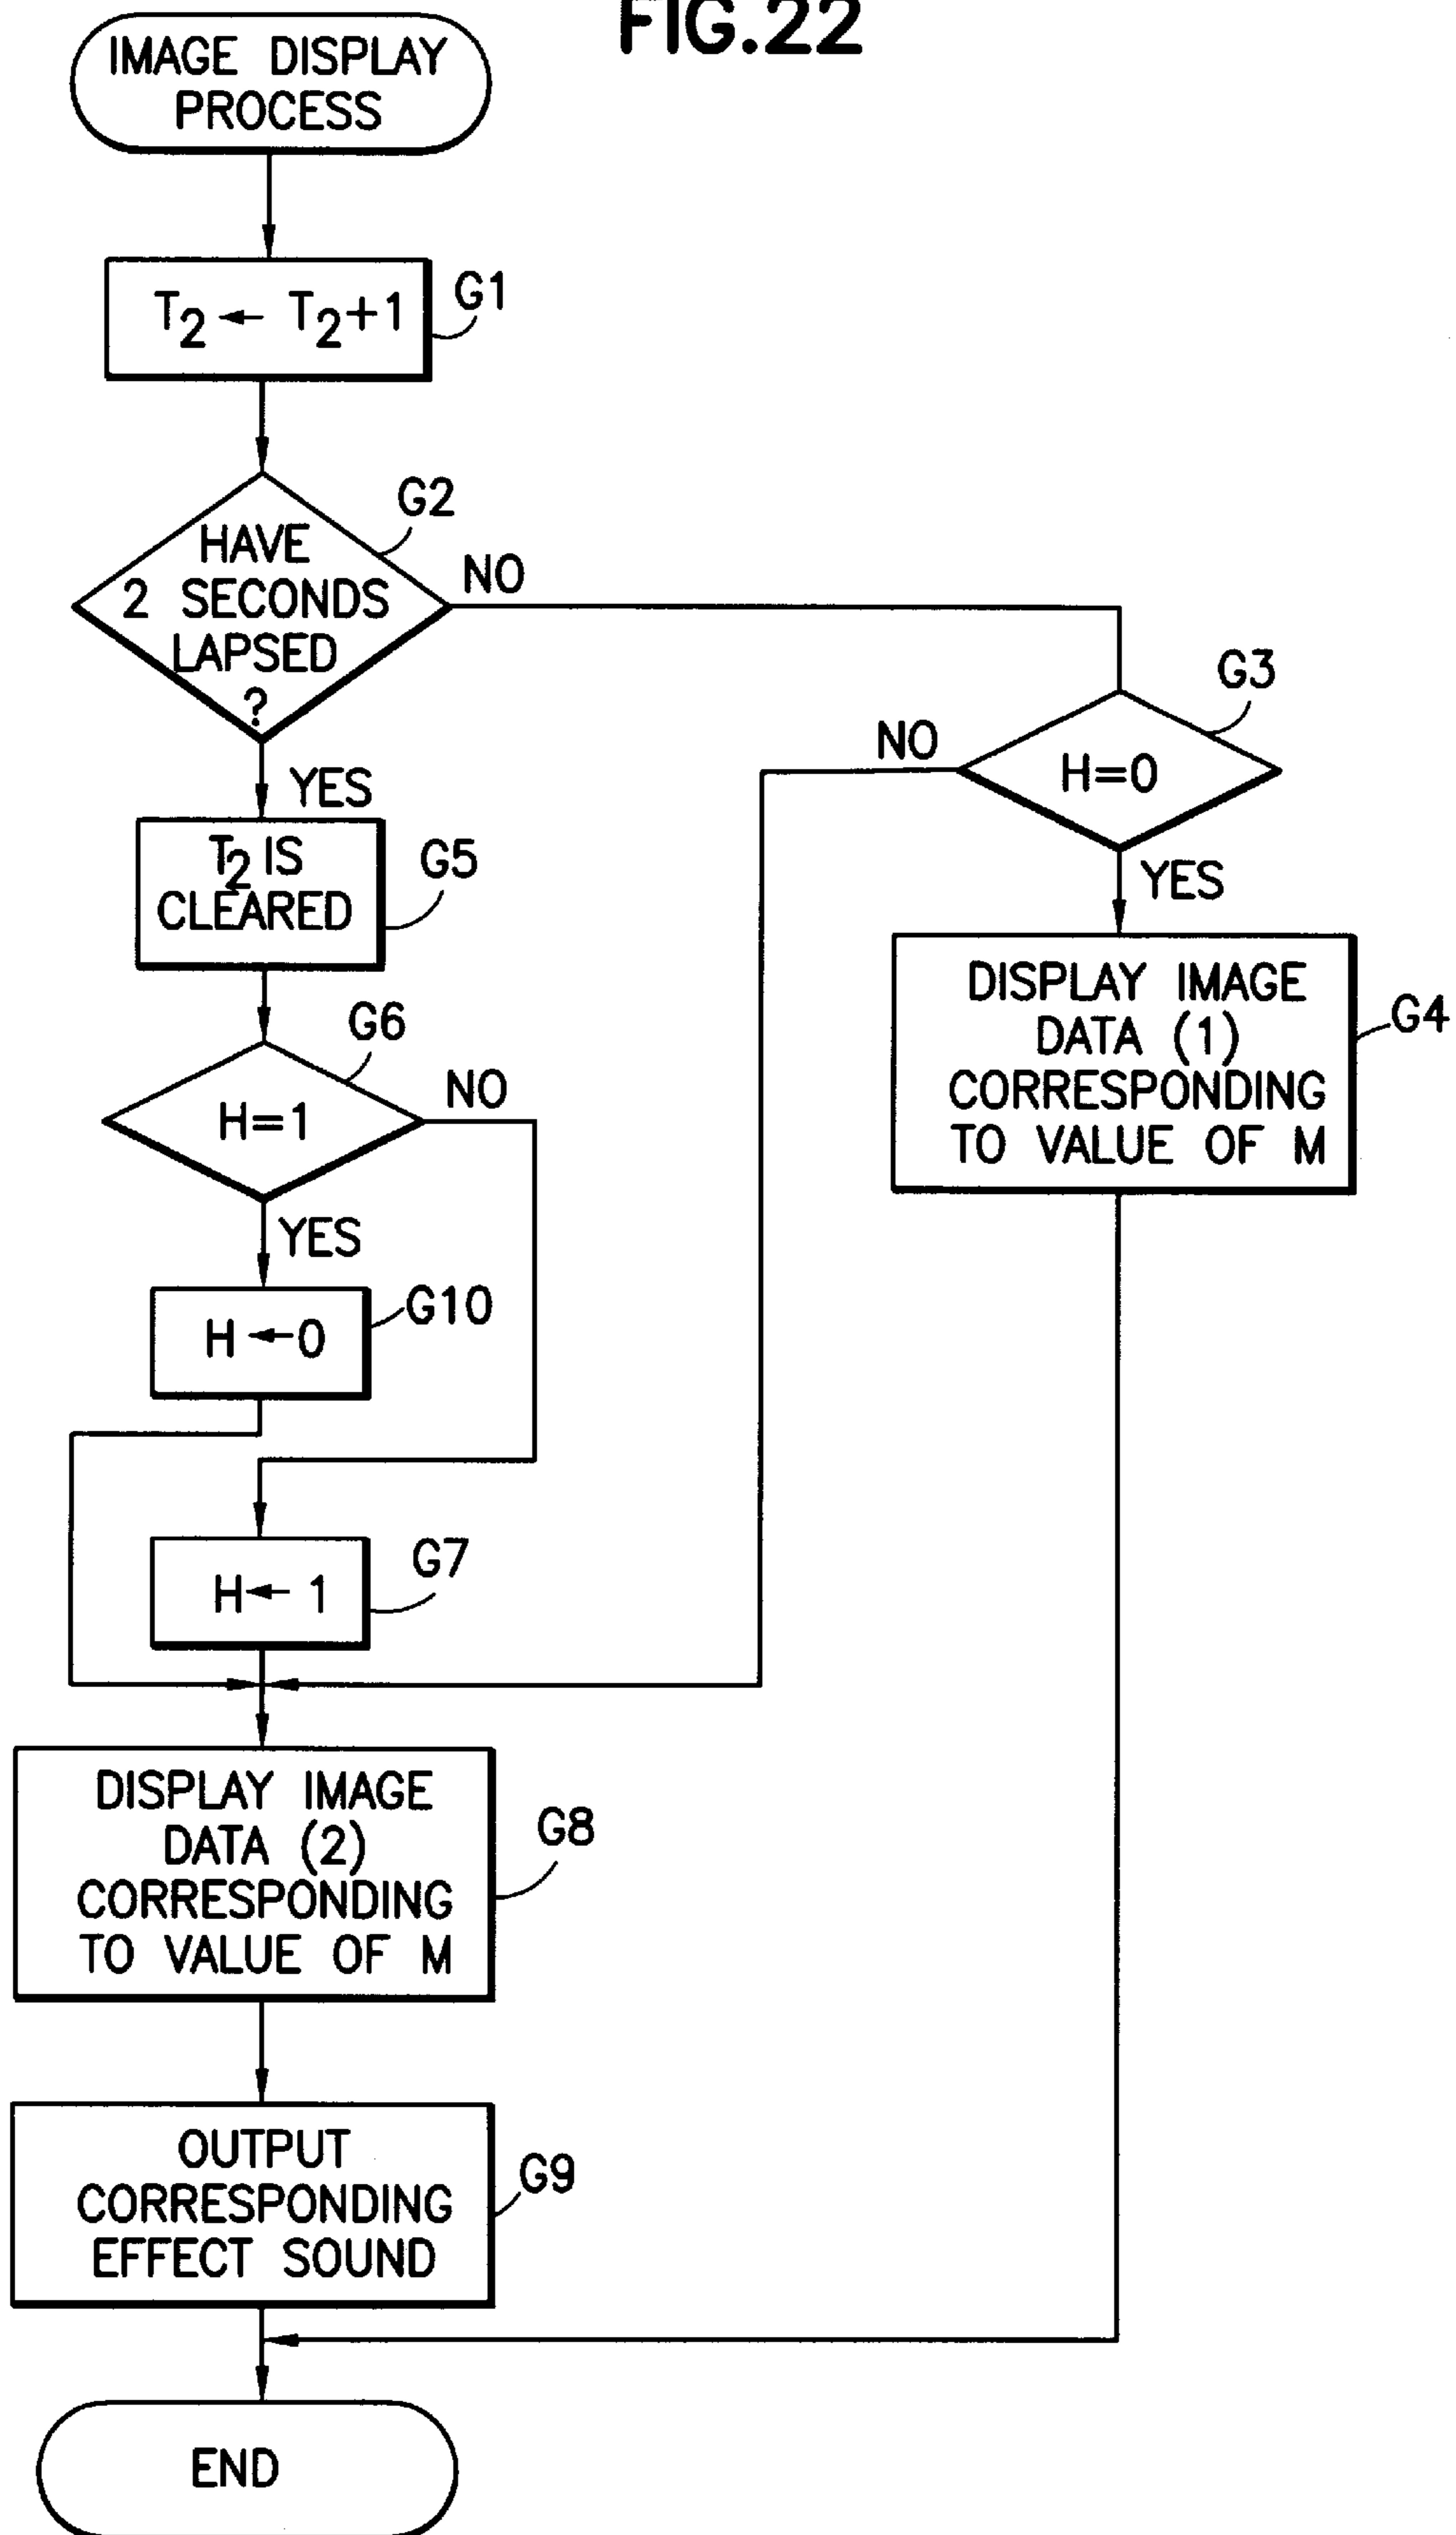 FIG.22
IMAGE DISPLAY
PROCESS
T2 ← T2+1
G1
G2
HAVE
2 SECONDS
LAPSED
?
NO
YES
G3
H=0
NO
YES
T2 IS
CLEARED
G5
DISPLAY IMAGE
DATA (1)
CORRESPONDING
TO VALUE OF M
G4
G6
H=1
NO
YES
H ←0
G10
H← 1
G7
DISPLAY IMAGE
DATA (2)
CORRESPONDING
TO VALUE OF M
G8
OUTPUT
CORRESPONDING
EFFECT SOUND
G9
END